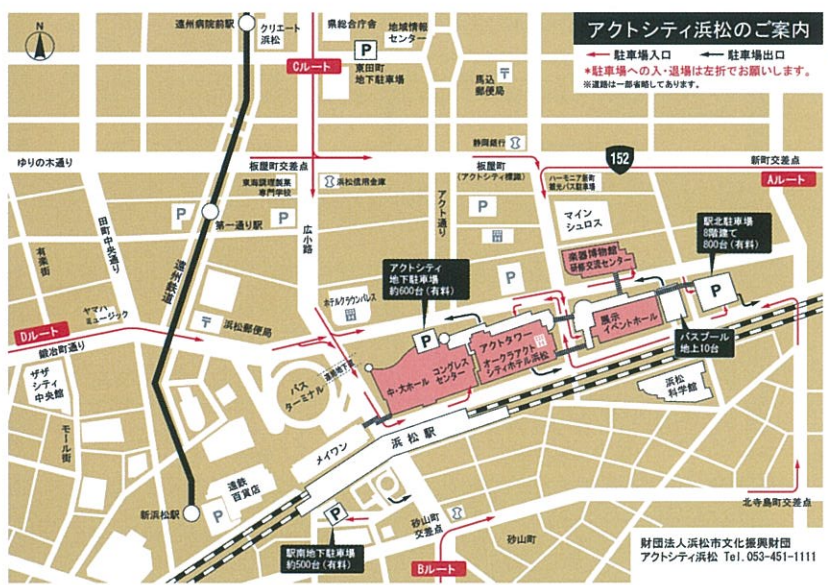 アクトシティ浜松のご案内
駐車場入口 駐車場出口
*駐車場への入・退場は左折でお願いします。
※道路は一部省略してあります。
N
遠州病院前駅
クリエート
浜松
県総合庁舎
地域情報
センター
P
東田町
地下駐車場
Cルート
馬込
郵便局
静岡銀行
152
ゆりの木通り
板屋町交差点
板屋町
(アクトシティ標識)
新町交差点
Aルート
東海調理製菓
専門学校
浜松信用金庫
ハーモニア新町
観光バス駐車場
P
第一通り駅
田町中央通り
有楽街
遠州鉄道
広小路
アクト通り
P
マイン
シュロス
駅北駐車場
8階建て
800台(有料)
楽器博物館
研修交流センター
アクトシティ
地下駐車場
約600台(有料)
P
P
ホテルクラウンパレス
ヤマハ
ミュージック
浜松郵便局
Dルート
鍛冶町通り
P
アクトタワー
オークラアクト
シティホテル浜松
展示
イベントホール
バスプール
地上10台
コングレス
センター
中・大ホール
バス
ターミナル
ザザ
シティ
中央館
モール街
浜松
科学館
浜松駅
メイワン
遠鉄
百貨店
新浜松駅
P
P
駅南地下駐車場
約500台(有料)
砂山町
交差点
砂山町
北寺島町交差点
Bルート
財団法人浜松市文化振興財団
アクトシティ浜松 Tel. 053-451-1111